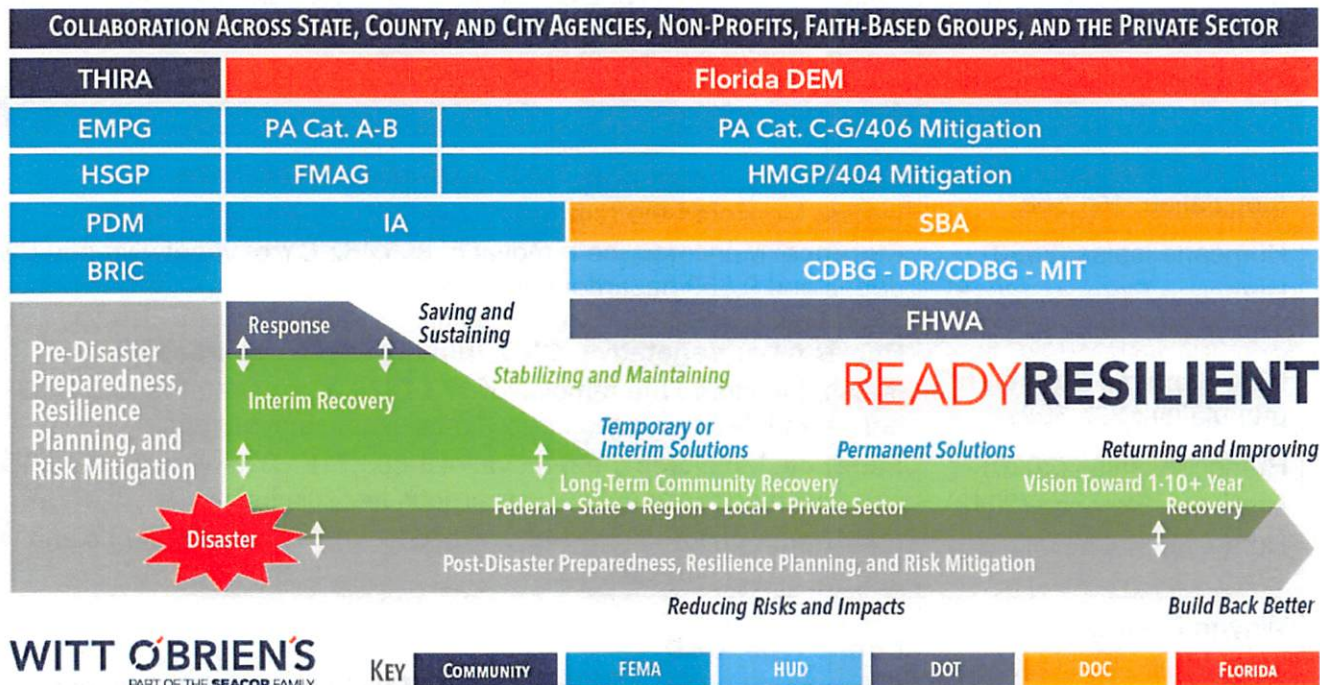 COLLABORATION ACROSS STATE, COUNTY, AND CITY AGENCIES, NON-PROFITS, FAITH-BASED GROUPS, AND THE PRIVATE SECTOR
THIRA
Florida DEM
EMPG
PA Cat. A-B
PA Cat. C-G/406 Mitigation
HSGP
FMAG
HMGP/404 Mitigation
PDM
IA
SBA
BRIC
CDBG - DR/CDBG - MIT
FHWA
Pre-Disaster
Preparedness,
Resilience
Planning, and
Risk Mitigation
Response
Saving and
Sustaining
Interim Recovery
Stabilizing and Maintaining
READYRESILIENT
Temporary or
Interim Solutions
Permanent Solutions
Returning and Improving
Long-Term Community Recovery
Federal • State • Region • Local • Private Sector
Vision Toward 1-10+ Year
Recovery
Disaster
Post-Disaster Preparedness, Resilience Planning, and Risk Mitigation
Reducing Risks and Impacts
Build Back Better
WITT O'BRIEN'S
PART OF THE SEACOR FAMILY
KEY
COMMUNITY
FEMA
HUD
DOT
DOC
FLORIDA